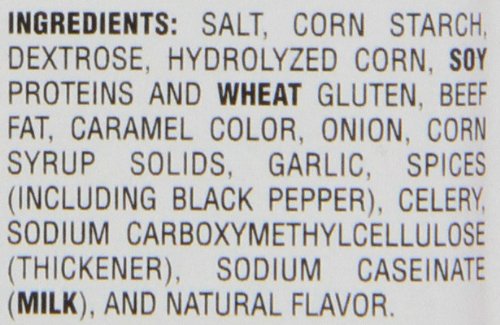 INGREDIENTS: SALT, CORN STARCH,
DEXTROSE, HYDROLYZED CORN, SOY
PROTEINS AND WHEAT GLUTEN, BEEF
FAT, CARAMEL COLOR, ONION, CORN
SYRUP SOLIDS, GARLIC, SPICES
(INCLUDING BLACK PEPPER), CELERY,
SODIUM CARBOXYMETHYLCELLULOSE
(THICKENER), SODIUM CASEINATE
(MILK), AND NATURAL FLAVOR.